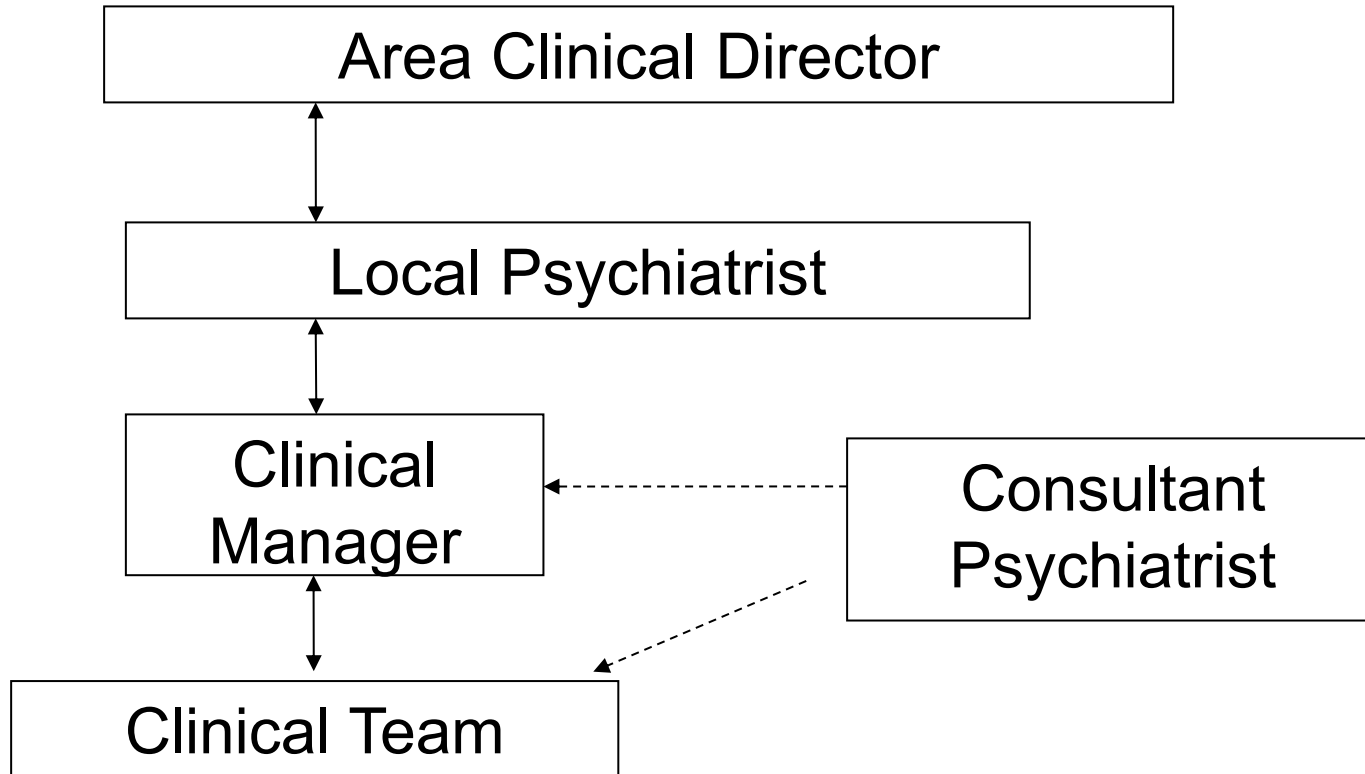 Area Clinical Director
Local Psychiatrist
Clinical
Manager
Consultant
Psychiatrist
Clinical Team